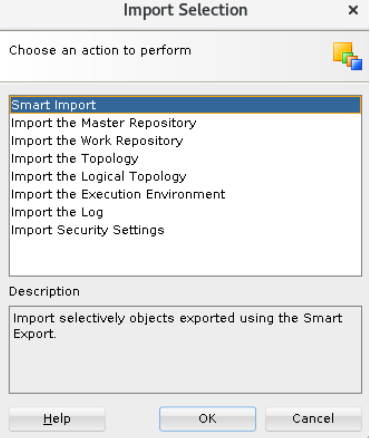 Import Selection
Choose an action to perform
Smart Import
Import the Master Repository
Import the Work Repository
Import the Topology
Import the Logical Topology
Import the Execution Environment
Import the Log
Import Security Settings
Description
Import selectively objects exported using the Smart
Export.
Help OK Cancel